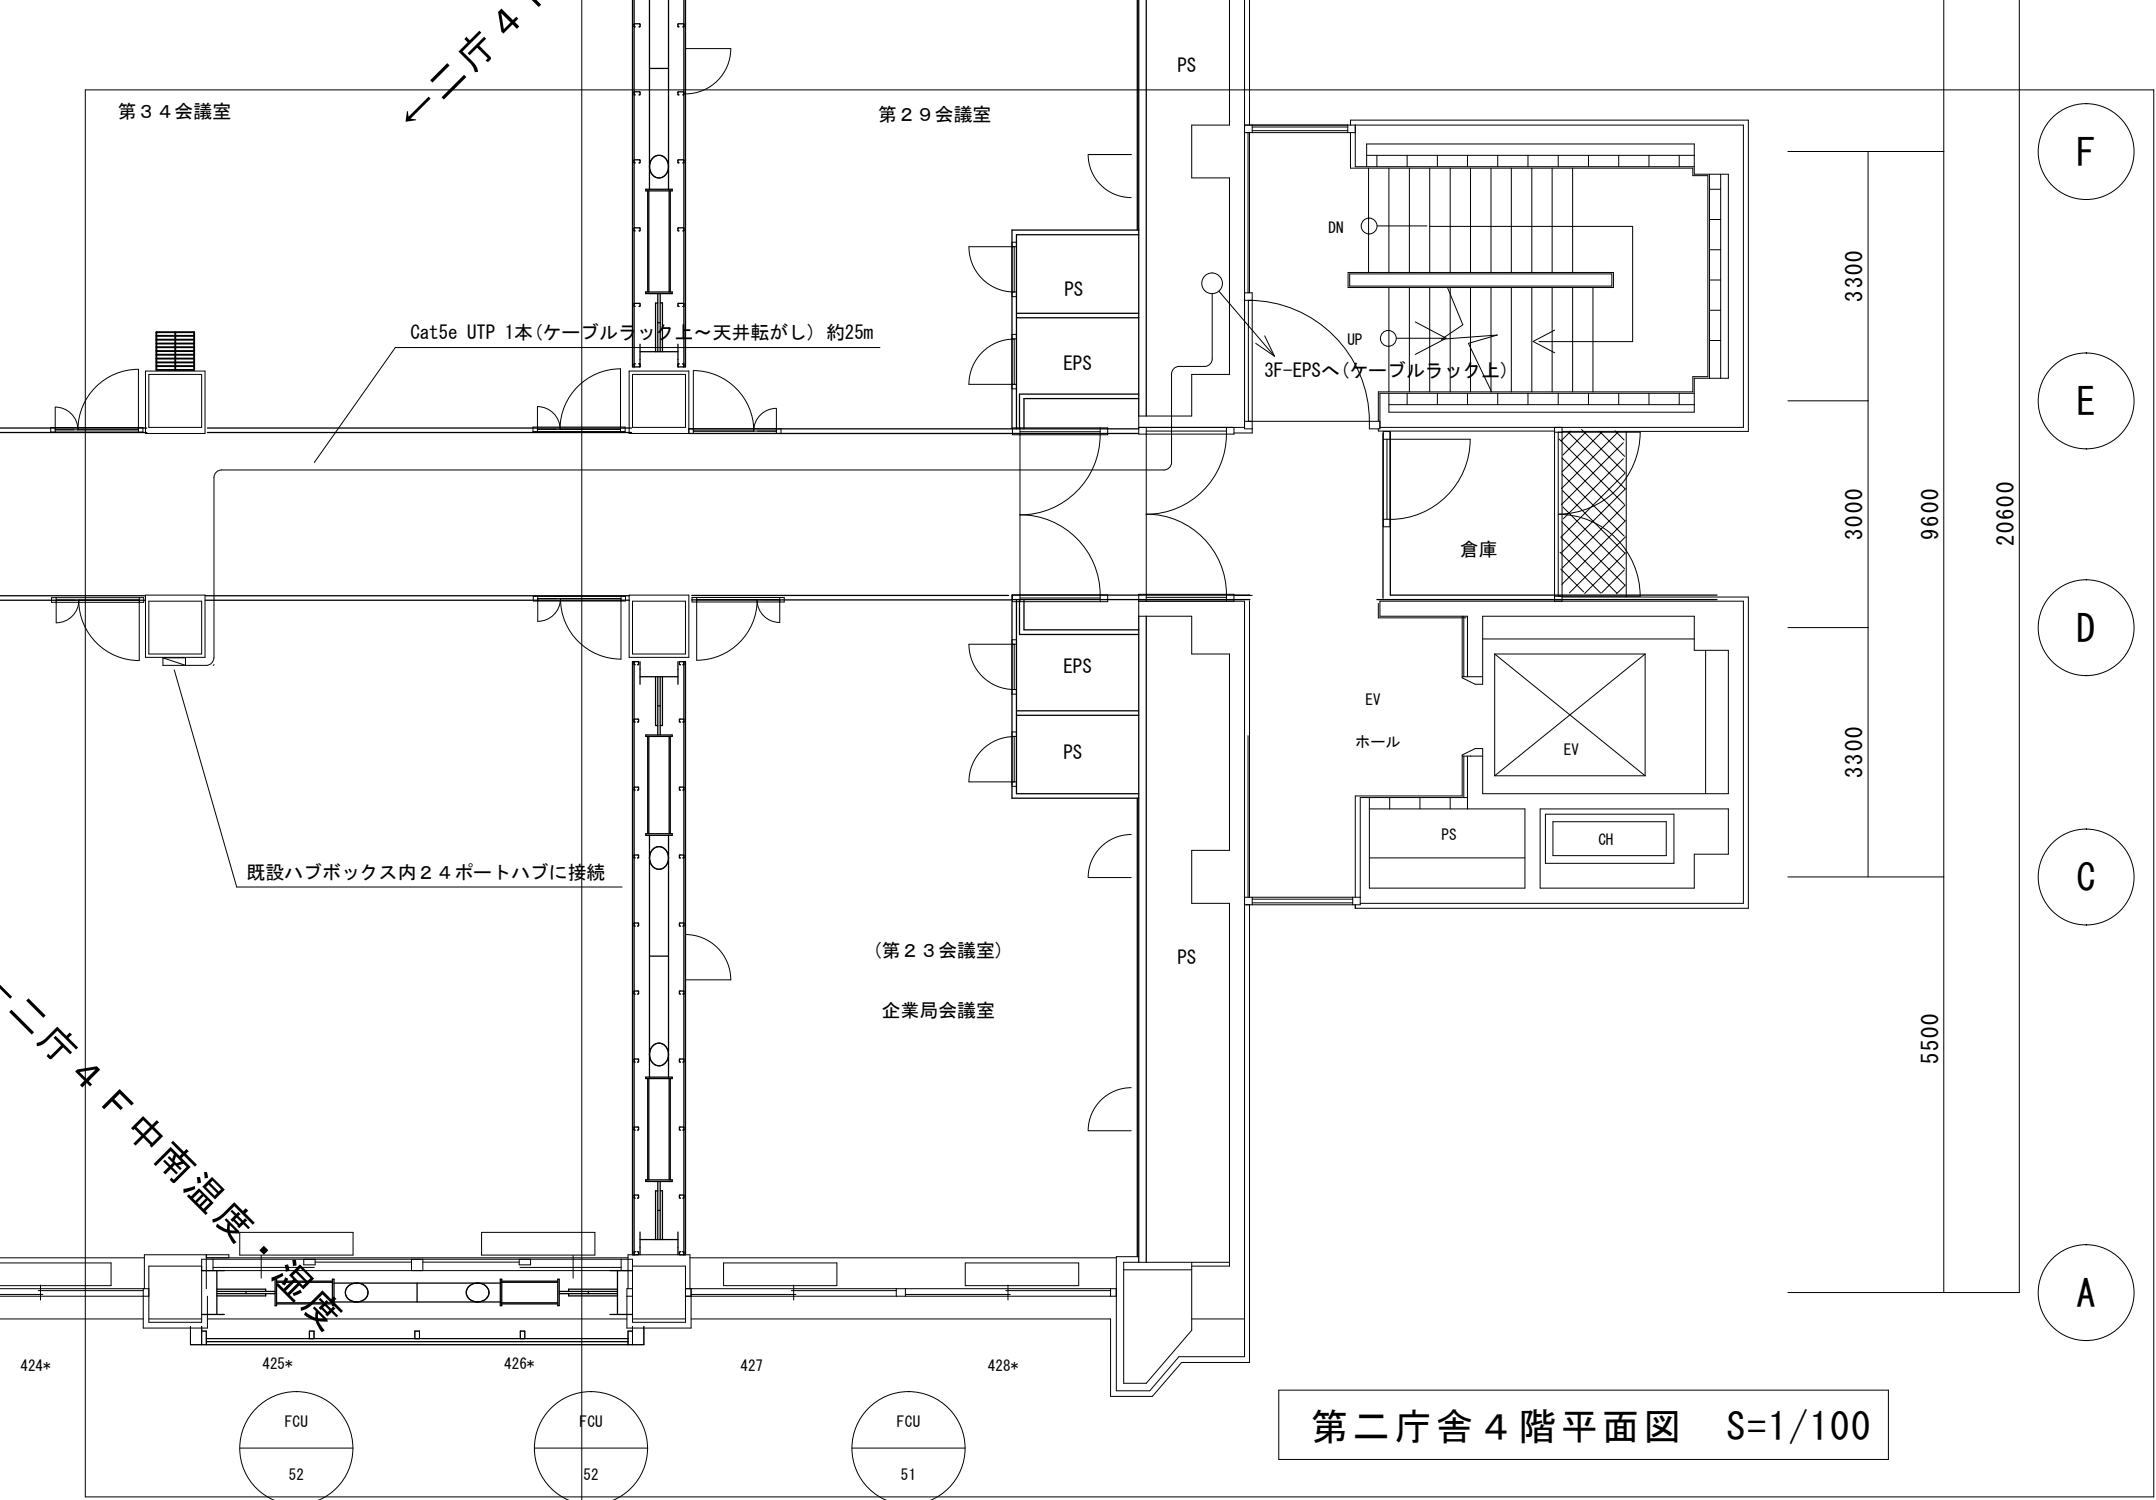 ←二庁４F
PS
第３４会議室
第２９会議室
F
DN
3300
PS
Cat5e UTP 1本(ケーブルラック上～天井転がし) 約25m
UP
EPS
3F-EPSへ(ケーブルラック上)
E
3000
9600
20600
倉庫
D
EPS
EV
ホール
EV
PS
3300
PS
CH
既設ハブボックス内２４ポートハブに接続
C
(第２３会議室)
PS
企業局会議室
5500
二庁４F中南温度・湿度
A
424*
425*
426*
427
428*
FCU
52
FCU
52
FCU
51
第二庁舎４階平面図 S=1/100